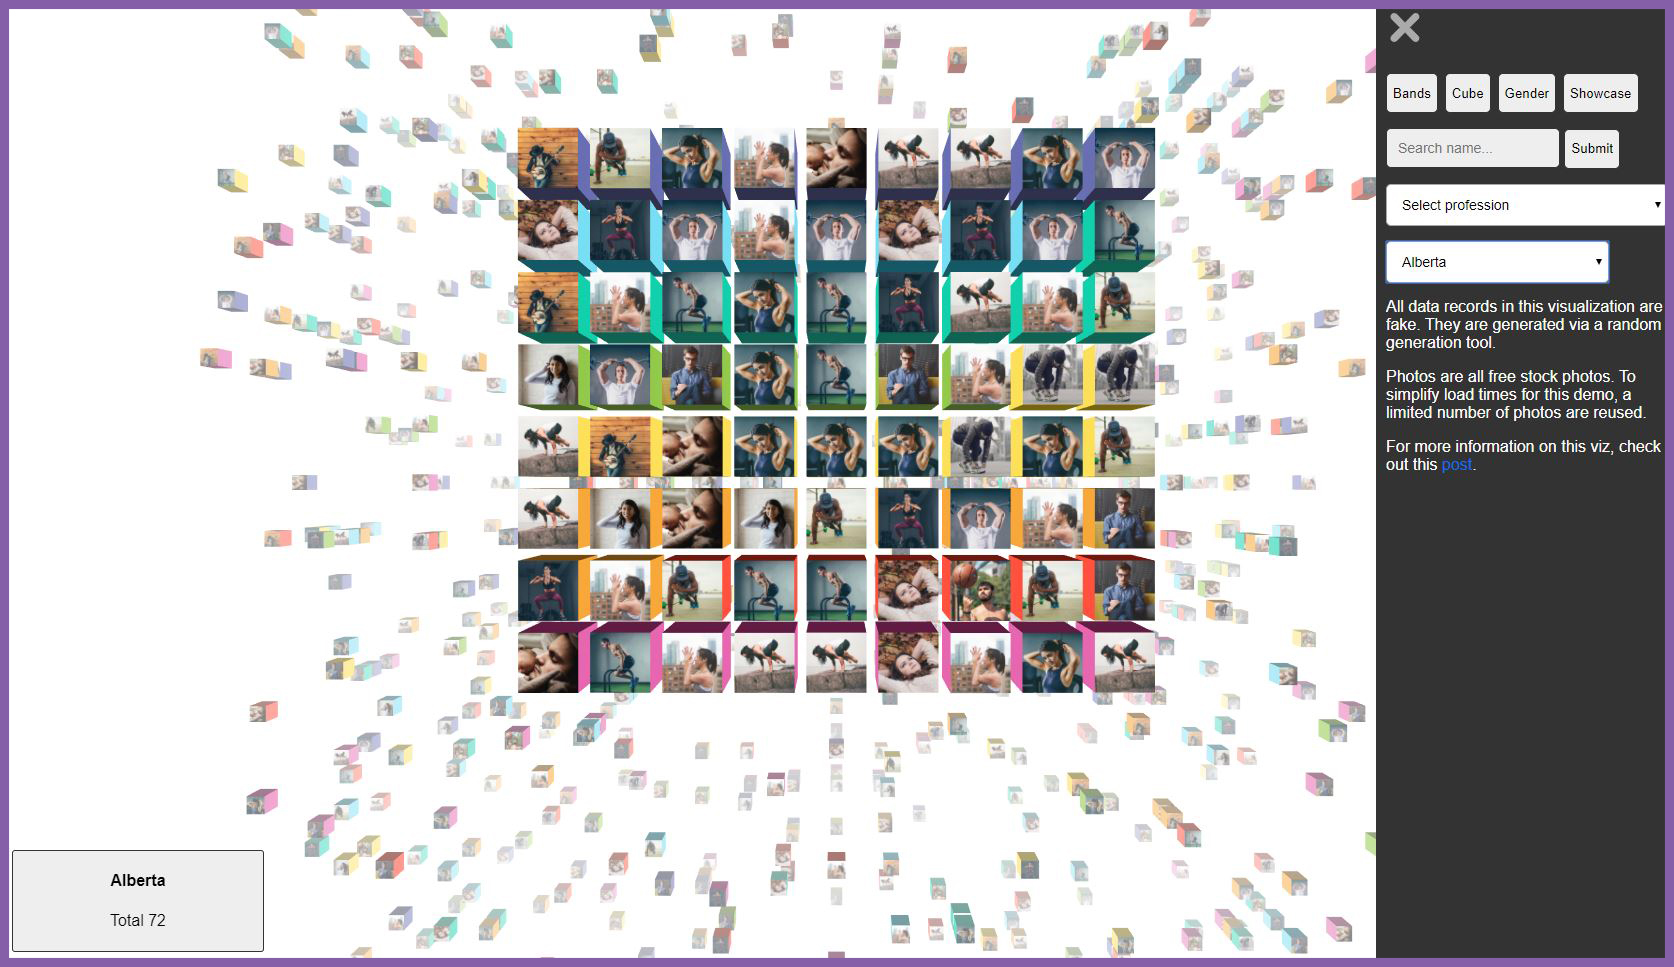 Bands Cube Gender Showcase
Search name... Submit
Select profession
Alberta
All data records in this visualization are
fake. They are generated via a random
generation tool.
Photos are all free stock photos. To
simplify load times for this demo, a
limited number of photos are reused.
For more information on this viz, check
out this post.
Alberta
Total 72